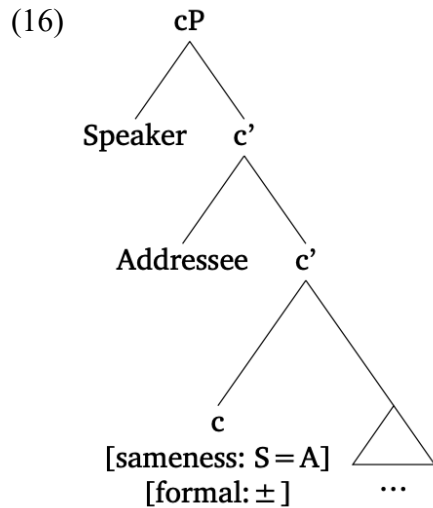 (16) cP
Speaker c’
Addressee c’
c
[sameness: S = A]
[formal: ±] ...